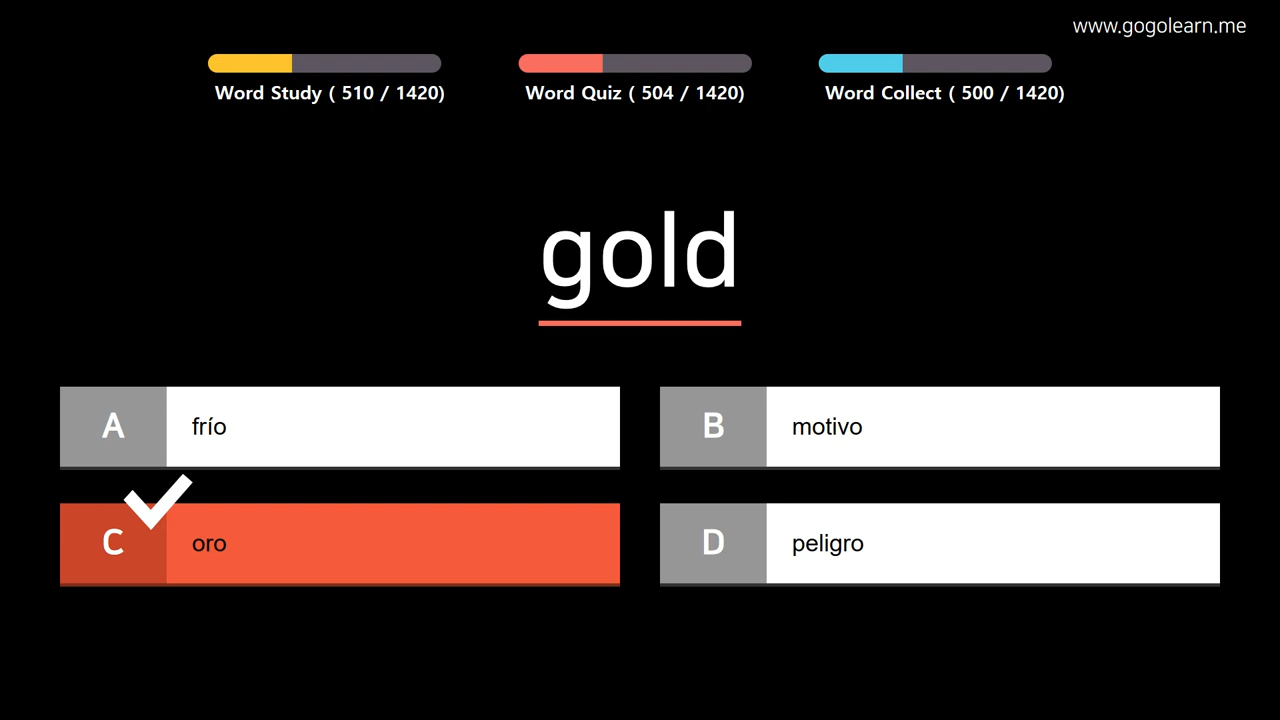 www.gogolearn.me
Word Study ( 510 / 1420)
Word Quiz ( 504 / 1420)
Word Collect ( 500 / 1420)
gold
A
frío
B
motivo
C
oro
D
peligro